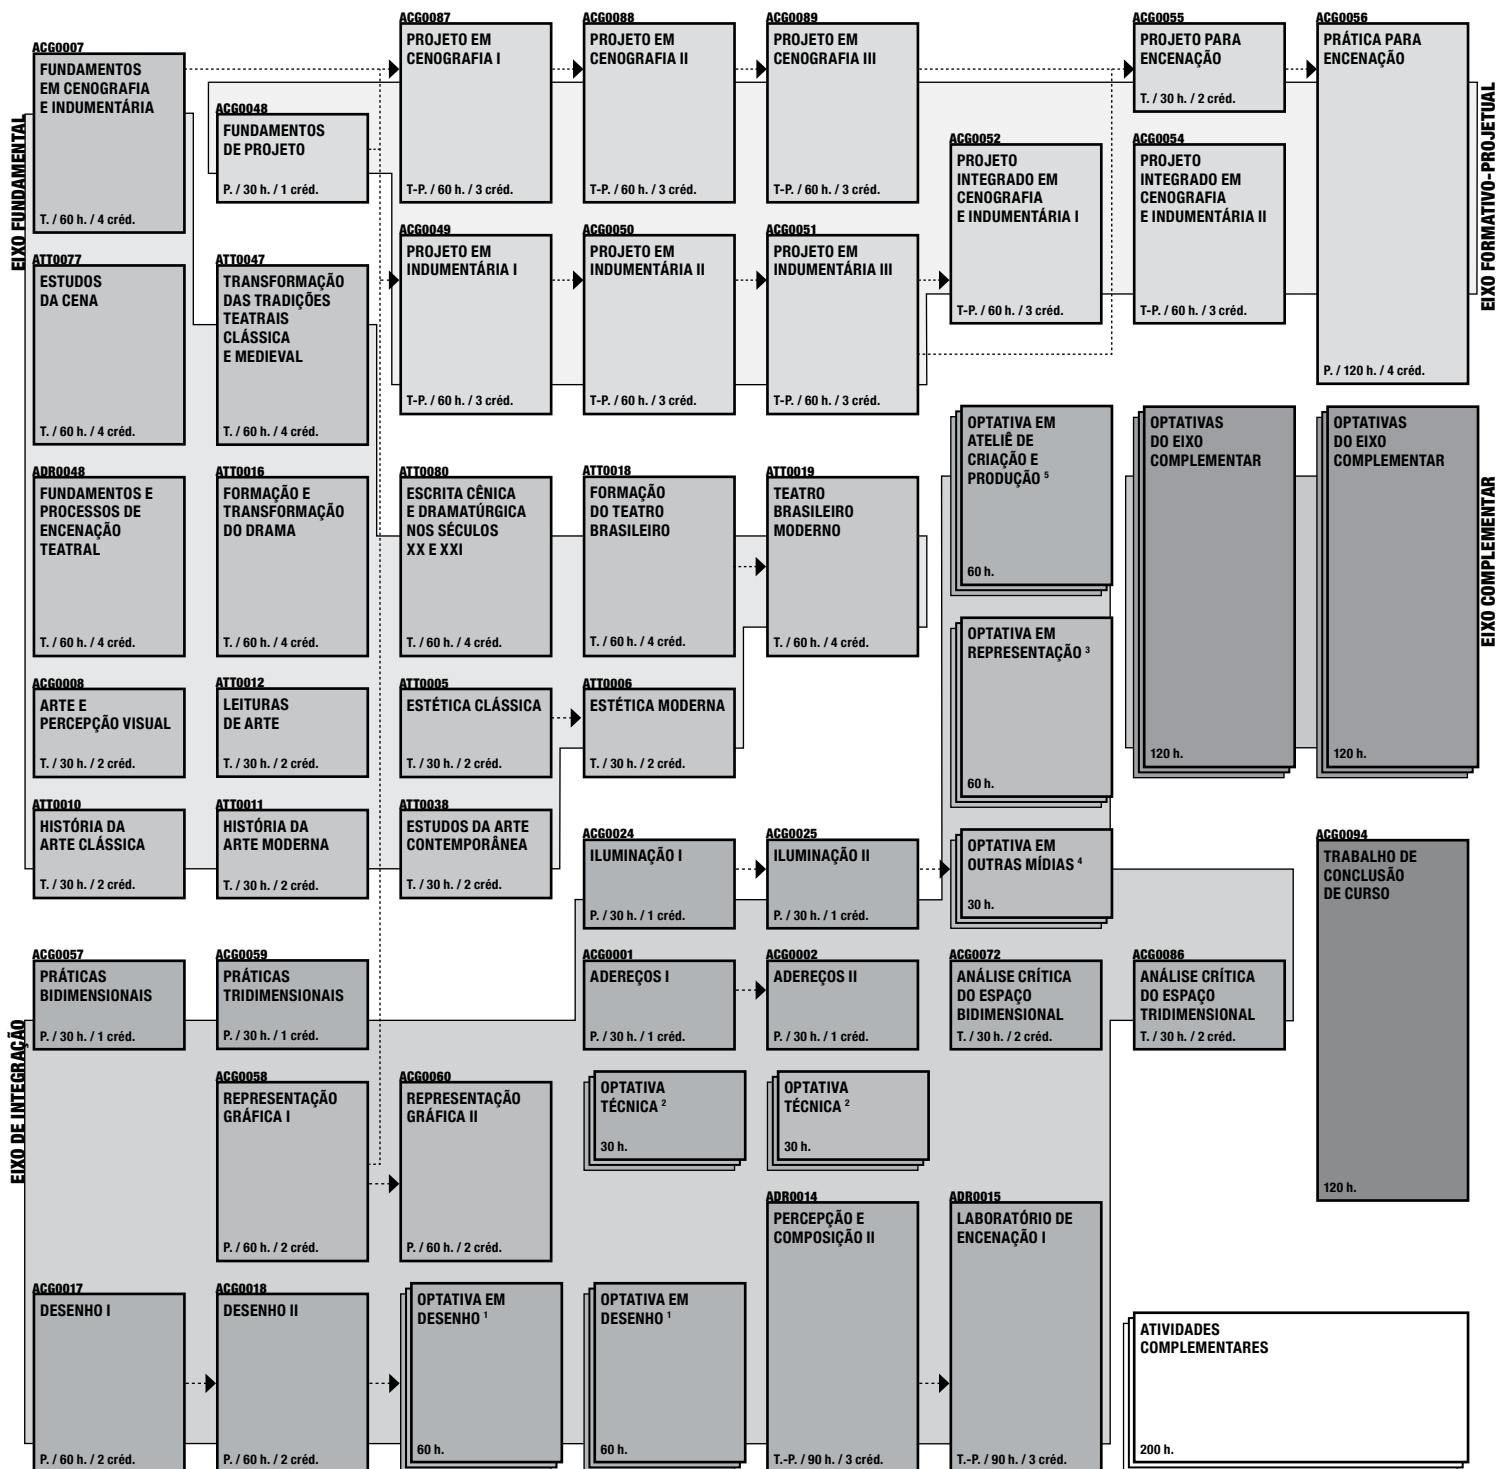 EIXO FUNDAMENTAL
ACG0007
FUNDAMENTOS
EM CENOGRAFIA
E INDUMENTÁRIA
T. / 60 h. / 4 créd.
ACG0048
FUNDAMENTOS
DE PROJETO
P. / 30 h. / 1 créd.
ACG0087
PROJETO EM
CENOGRAFIA I
T-P. / 60 h. / 3 créd.
ACG0088
PROJETO EM
CENOGRAFIA II
T-P. / 60 h. / 3 créd.
ACG0089
PROJETO EM
CENOGRAFIA III
T-P. / 60 h. / 3 créd.
ACG0055
PROJETO PARA
ENCENAÇÃO
T. / 30 h. / 2 créd.
ACG0056
PRÁTICA PARA
ENCENAÇÃO
P. / 120 h. / 4 créd.
EIXO FORMATIVO-PROJETUAL
ACG0052
PROJETO
INTEGRADO EM
CENOGRAFIA
E INDUMENTÁRIA I
T-P. / 60 h. / 3 créd.
ACG0054
PROJETO
INTEGRADO EM
CENOGRAFIA
E INDUMENTÁRIA II
T-P. / 60 h. / 3 créd.
ATT0077
ESTUDOS
DA CENA
T. / 60 h. / 4 créd.
ATT0047
TRANSFORMAÇÃO
DAS TRADIÇÕES
TEATRAIS
CLÁSSICA
E MEDIEVAL
T. / 60 h. / 4 créd.
ACG0049
PROJETO EM
INDUMENTÁRIA I
T-P. / 60 h. / 3 créd.
ACG0050
PROJETO EM
INDUMENTÁRIA II
T-P. / 60 h. / 3 créd.
ACG0051
PROJETO EM
INDUMENTÁRIA III
T-P. / 60 h. / 3 créd.
ADR0048
FUNDAMENTOS E
PROCESSOS DE
ENCENAÇÃO
TEATRAL
T. / 60 h. / 4 créd.
ATT0016
FORMAÇÃO E
TRANSFORMAÇÃO
DO DRAMA
T. / 60 h. / 4 créd.
ATT0080
ESCRITA CÊNICA
E DRAMATÚRGICA
NOS SÉCULOS
XX E XXI
T. / 60 h. / 4 créd.
ATT0018
FORMAÇÃO
DO TEATRO
BRASILEIRO
T. / 60 h. / 4 créd.
ATT0019
TEATRO
BRASILEIRO
MODERNO
T. / 60 h. / 4 créd.
OPTATIVA EM
ATELIÊ DE
CRIAÇÃO E
PRODUÇÃO 5
60 h.
OPTATIVAS
DO EIXO
COMPLEMENTAR
120 h.
OPTATIVAS
DO EIXO
COMPLEMENTAR
120 h.
EIXO COMPLEMENTAR
OPTATIVA EM
REPRESENTAÇÃO 3
60 h.
ACG0008
ARTE E
PERCEPÇÃO VISUAL
T. / 30 h. / 2 créd.
ATT0012
LEITURAS
DE ARTE
T. / 30 h. / 2 créd.
ATT0005
ESTÉTICA CLÁSSICA
T. / 30 h. / 2 créd.
ATT0006
ESTÉTICA MODERNA
T. / 30 h. / 2 créd.
ATT0010
HISTÓRIA DA
ARTE CLÁSSICA
T. / 30 h. / 2 créd.
ATT0011
HISTÓRIA DA
ARTE MODERNA
T. / 30 h. / 2 créd.
ATT0038
ESTUDOS DA ARTE
CONTEMPORÂNEA
T. / 30 h. / 2 créd.
ACG0024
ILUMINAÇÃO I
P. / 30 h. / 1 créd.
ACG0025
ILUMINAÇÃO II
P. / 30 h. / 1 créd.
OPTATIVA EM
OUTRAS MÍDIAS 4
30 h.
ACG0094
TRABALHO DE
CONCLUSÃO
DE CURSO
120 h.
EIXO DE INTEGRAÇÃO
ACG0057
PRÁTICAS
BIDIMENSIONAIS
P. / 30 h. / 1 créd.
ACG0059
PRÁTICAS
TRIDIMENSIONAIS
P. / 30 h. / 1 créd.
ACG0001
ADEREÇOS I
P. / 30 h. / 1 créd.
ACG0002
ADEREÇOS II
P. / 30 h. / 1 créd.
ACG0072
ANÁLISE CRÍTICA
DO ESPAÇO
BIDIMENSIONAL
T. / 30 h. / 2 créd.
ACG0086
ANÁLISE CRÍTICA
DO ESPAÇO
TRIDIMENSIONAL
T. / 30 h. / 2 créd.
ACG0058
REPRESENTAÇÃO
GRÁFICA I
P. / 60 h. / 2 créd.
ACG0060
REPRESENTAÇÃO
GRÁFICA II
P. / 60 h. / 2 créd.
OPTATIVA
TÉCNICA 2
30 h.
OPTATIVA
TÉCNICA 2
30 h.
ACG0017
DESENHO I
P. / 60 h. / 2 créd.
ACG0018
DESENHO II
P. / 60 h. / 2 créd.
OPTATIVA EM
DESENHO 1
60 h.
OPTATIVA EM
DESENHO 1
60 h.
ADR0014
PERCEPÇÃO E
COMPOSIÇÃO II
T.-P. / 90 h. / 3 créd.
ADR0015
LABORATÓRIO DE
ENCENAÇÃO I
T.-P. / 90 h. / 3 créd.
ATIVIDADES
COMPLEMENTARES
200 h.